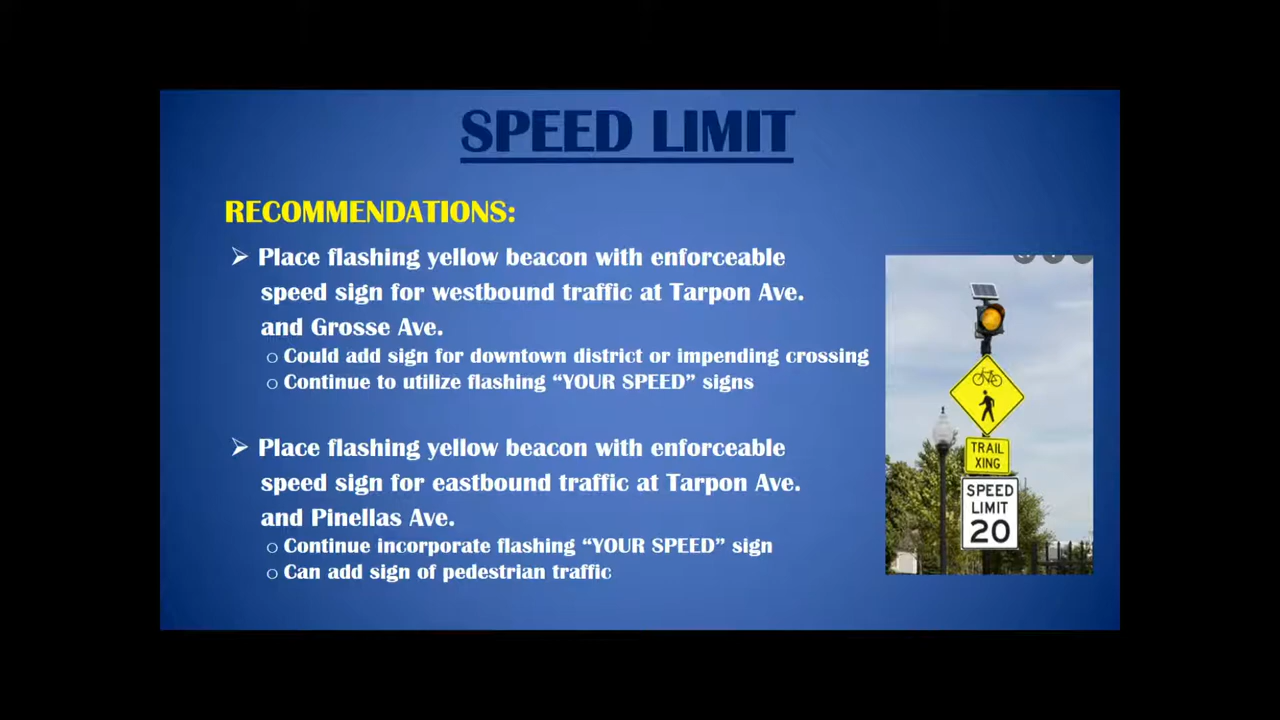 SPEED LIMIT
RECOMMENDATIONS:
➢ Place flashing yellow beacon with enforceable
speed sign for westbound traffic at Tarpon Ave.
and Grosse Ave.
○ Could add sign for downtown district or impending crossing
○ Continue to utilize flashing “YOUR SPEED” signs
➢ Place flashing yellow beacon with enforceable
speed sign for eastbound traffic at Tarpon Ave.
and Pinellas Ave.
○ Continue incorporate flashing “YOUR SPEED” sign
○ Can add sign of pedestrian traffic
TRAIL
XING
SPEED
LIMIT
20